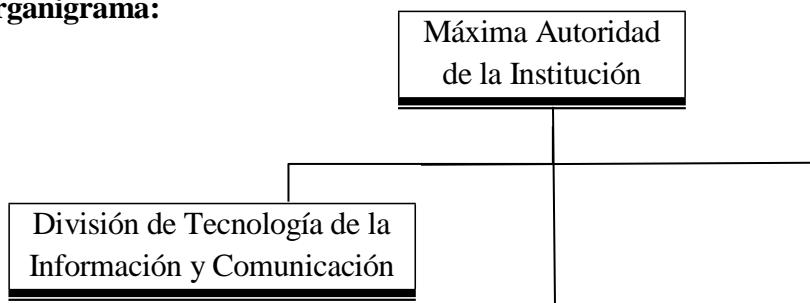 rganigrama:
Máxima Autoridad
de la Institución
División de Tecnología de la
Información y Comunicación